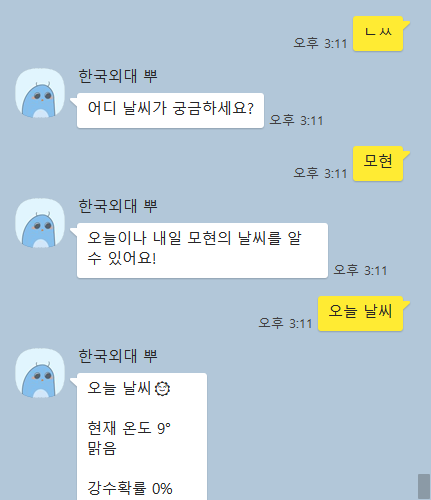 ㄴㅆ
오후 3:11
한국외대 뿌
어디 날씨가 궁금하세요?
오후 3:11
모현
오후 3:11
한국외대 뿌
오늘이나 내일 모현의 날씨를 알
수 있어요!
오후 3:11
오늘 날씨
오후 3:11
한국외대 뿌
오늘 날씨🌞
현재 온도 9°
맑음
강수확률 0%